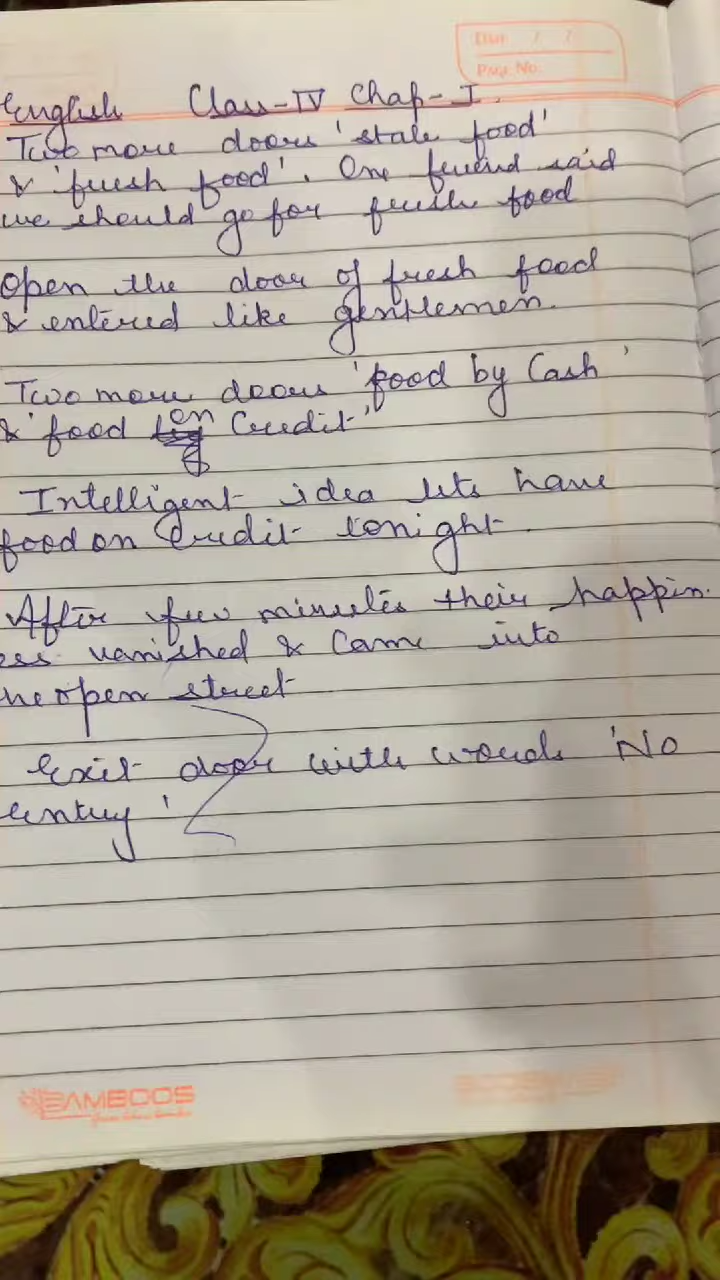 Date / /
Page No.
English Class-IV Chap-I.
Two more doors 'stale food'
& 'fresh food'. One friend said
we should go for fresh food
Open the door of fresh food
& entered like gentlemen.
Two more doors 'food by Cash'
& 'food on Credit'
Intelligent idea lets have
food on Credit tonight
After few minutes their happin
ess vanished & Came into
he open street
Exit door with words 'No
entry'
BAMBOOS